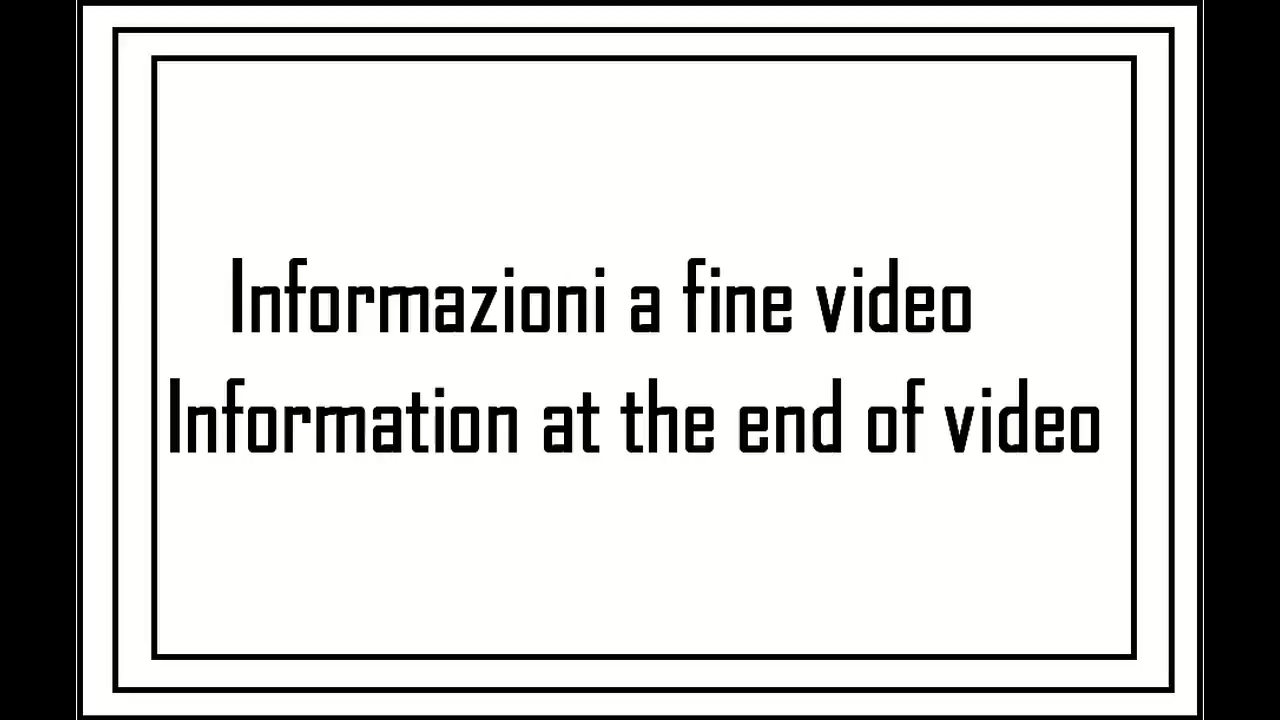 Informazioni a fine video
Information at the end of video